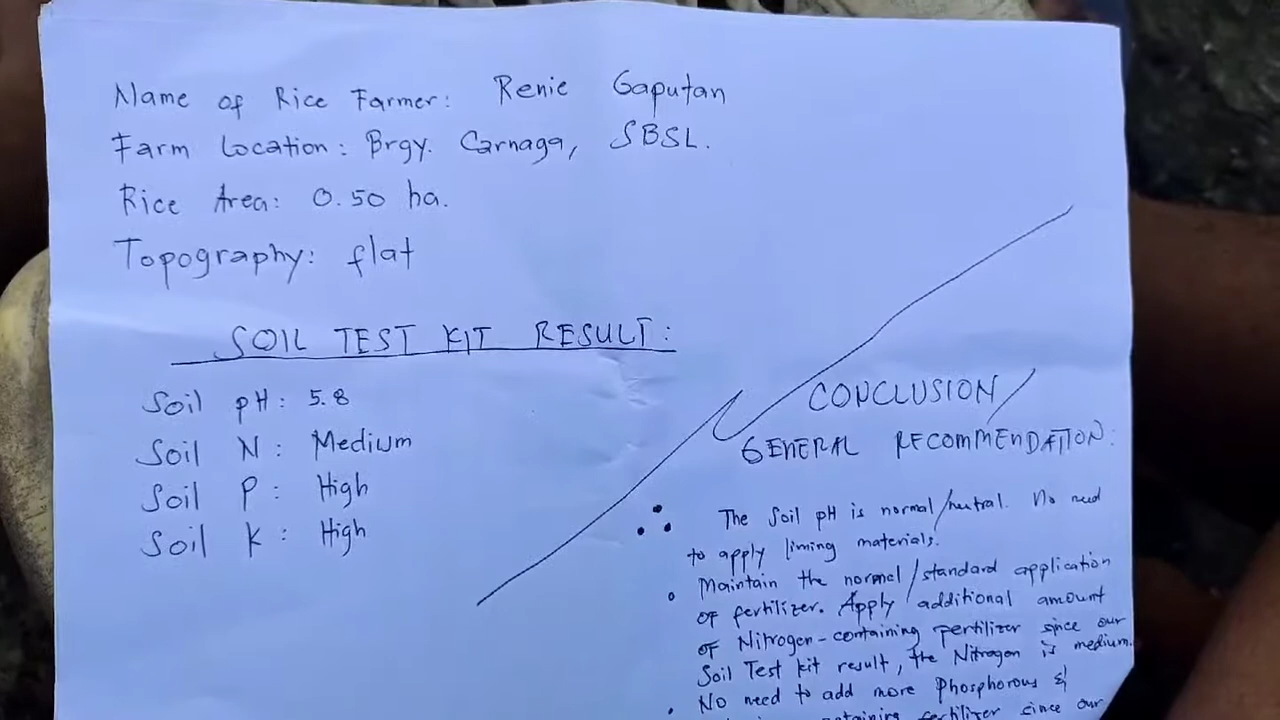 Name of Rice Farmer: Renie Gaputan
Farm Location: Brgy. Carnaga, SBSL.
Rice Area: 0.50 ha.
Topography: flat
SOIL TEST KIT RESULT:
Soil pH: 5.8
Soil N: Medium
Soil P: High
Soil K: High
CONCLUSION/
GENERAL RECOMMENDATION:
∴ The Soil pH is normal/neutral. No need
to apply liming materials.
• Maintain the normal/standard application
of fertilizer. Apply additional amount
of Nitrogen-containing fertilizer since our
Soil Test kit result, the Nitrogen is medium.
• No need to add more Phosphorous &
containing fertilizer since our